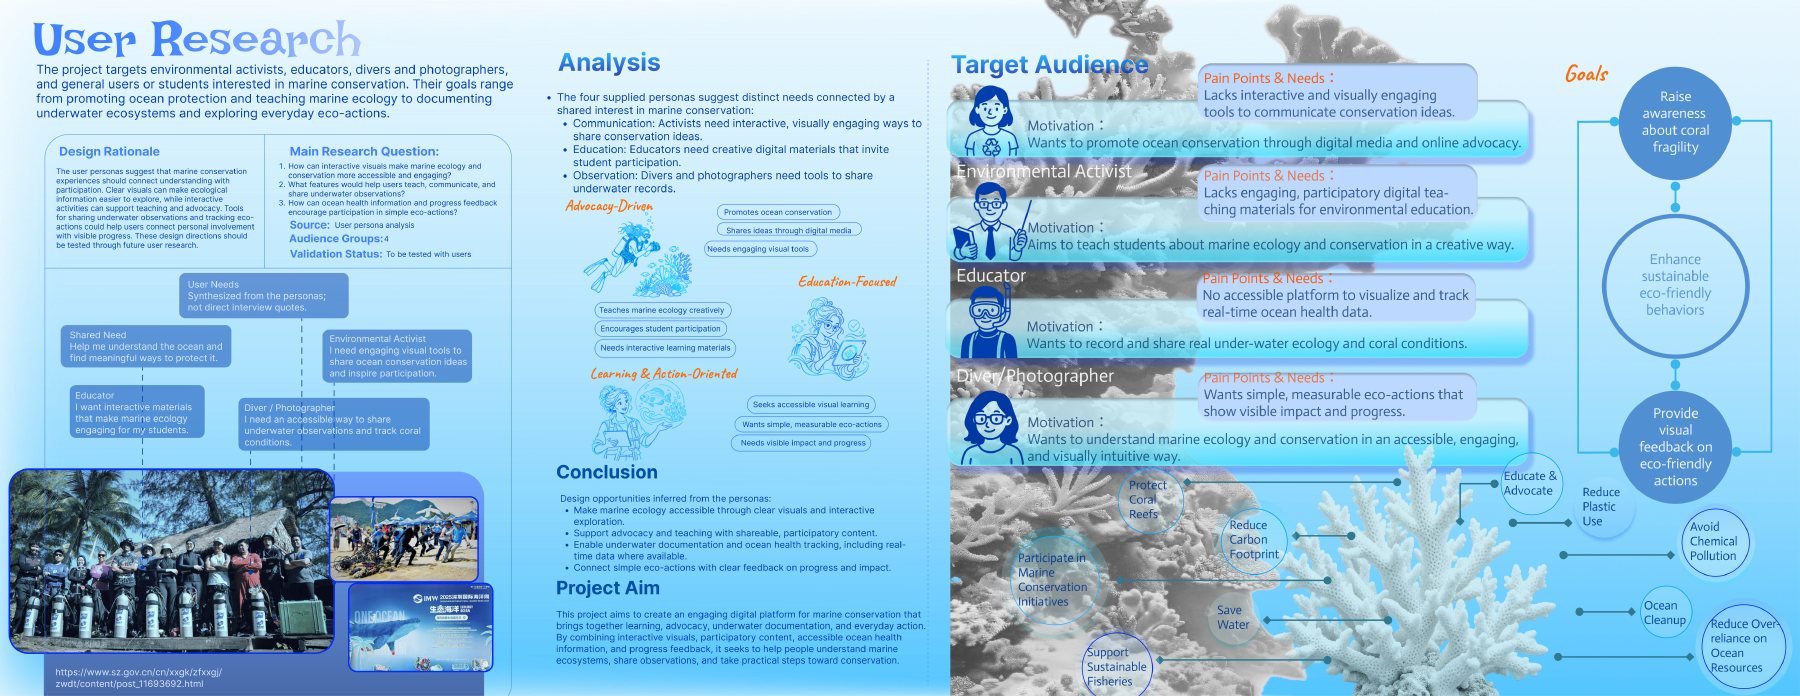 User Research
The project targets environmental activists, educators, divers and photographers,
and general users or students interested in marine conservation. Their goals range
from promoting ocean protection and teaching marine ecology to documenting
underwater ecosystems and exploring everyday eco-actions.
Design Rationale
The user personas suggest that marine conservation
experiences should connect understanding with
participation. Clear visuals can make ecological
information easier to explore, while interactive
activities can support teaching and advocacy. Tools
for sharing underwater observations and tracking eco-
actions could help users connect personal involvement
with visible progress. These design directions should
be tested through future user research.
Main Research Question:
1. How can interactive visuals make marine ecology and
conservation more accessible and engaging?
2. What features would help users teach, communicate, and
share underwater observations?
3. How can ocean health information and progress feedback
encourage participation in simple eco-actions?
Source: User persona analysis
Audience Groups: 4
Validation Status: To be tested with users
User Needs
Synthesized from the personas;
not direct interview quotes.
Shared Need
Help me understand the ocean and
find meaningful ways to protect it.
Environmental Activist
I need engaging visual tools to
share ocean conservation ideas
and inspire participation.
Educator
I want interactive materials
that make marine ecology
engaging for my students.
Diver / Photographer
I need an accessible way to share
underwater observations and track coral
conditions.
IMW 2025深圳国际海洋周
生态海洋
ONE OCEAN
https://www.sz.gov.cn/cn/xxgk/zfxxgj/
zwdt/content/post_11693692.html
Analysis
• The four supplied personas suggest distinct needs connected by a
shared interest in marine conservation:
• Communication: Activists need interactive, visually engaging ways to
share conservation ideas.
• Education: Educators need creative digital materials that invite
student participation.
• Observation: Divers and photographers need tools to share
underwater records.
Advocacy-Driven
Promotes ocean conservation
Shares ideas through digital media
Needs engaging visual tools
Education-Focused
Teaches marine ecology creatively
Encourages student participation
Needs interactive learning materials
Learning & Action-Oriented
Seeks accessible visual learning
Wants simple, measurable eco-actions
Needs visible impact and progress
Conclusion
Design opportunities inferred from the personas:
• Make marine ecology accessible through clear visuals and interactive
exploration.
• Support advocacy and teaching with shareable, participatory content.
• Enable underwater documentation and ocean health tracking, including real-
time data where available.
• Connect simple eco-actions with clear feedback on progress and impact.
Project Aim
This project aims to create an engaging digital platform for marine conservation that
brings together learning, advocacy, underwater documentation, and everyday action.
By combining interactive visuals, participatory content, accessible ocean health
information, and progress feedback, it seeks to help people understand marine
ecosystems, share observations, and take practical steps toward conservation.
Target Audience
Pain Points & Needs：
Lacks interactive and visually engaging
tools to communicate conservation ideas.
Motivation：
Wants to promote ocean conservation through digital media and online advocacy.
Environmental Activist
Pain Points & Needs：
Lacks engaging, participatory digital tea-
ching materials for environmental education.
Motivation：
Aims to teach students about marine ecology and conservation in a creative way.
Educator
Pain Points & Needs：
No accessible platform to visualize and track
real-time ocean health data.
Motivation：
Wants to record and share real under-water ecology and coral conditions.
Diver/Photographer
Pain Points & Needs：
Wants simple, measurable eco-actions that
show visible impact and progress.
Motivation：
Wants to understand marine ecology and conservation in an accessible, engaging,
and visually intuitive way.
Goals
Raise
awareness
about coral
fragility
Enhance
sustainable
eco-friendly
behaviors
Provide
visual
feedback on
eco-friendly
actions
Protect
Coral
Reefs
Educate &
Advocate
Reduce
Plastic
Use
Reduce
Carbon
Footprint
Avoid
Chemical
Pollution
Participate in
Marine
Conservation
Initiatives
Save
Water
Ocean
Cleanup
Support
Sustainable
Fisheries
Reduce Over-
reliance on
Ocean
Resources